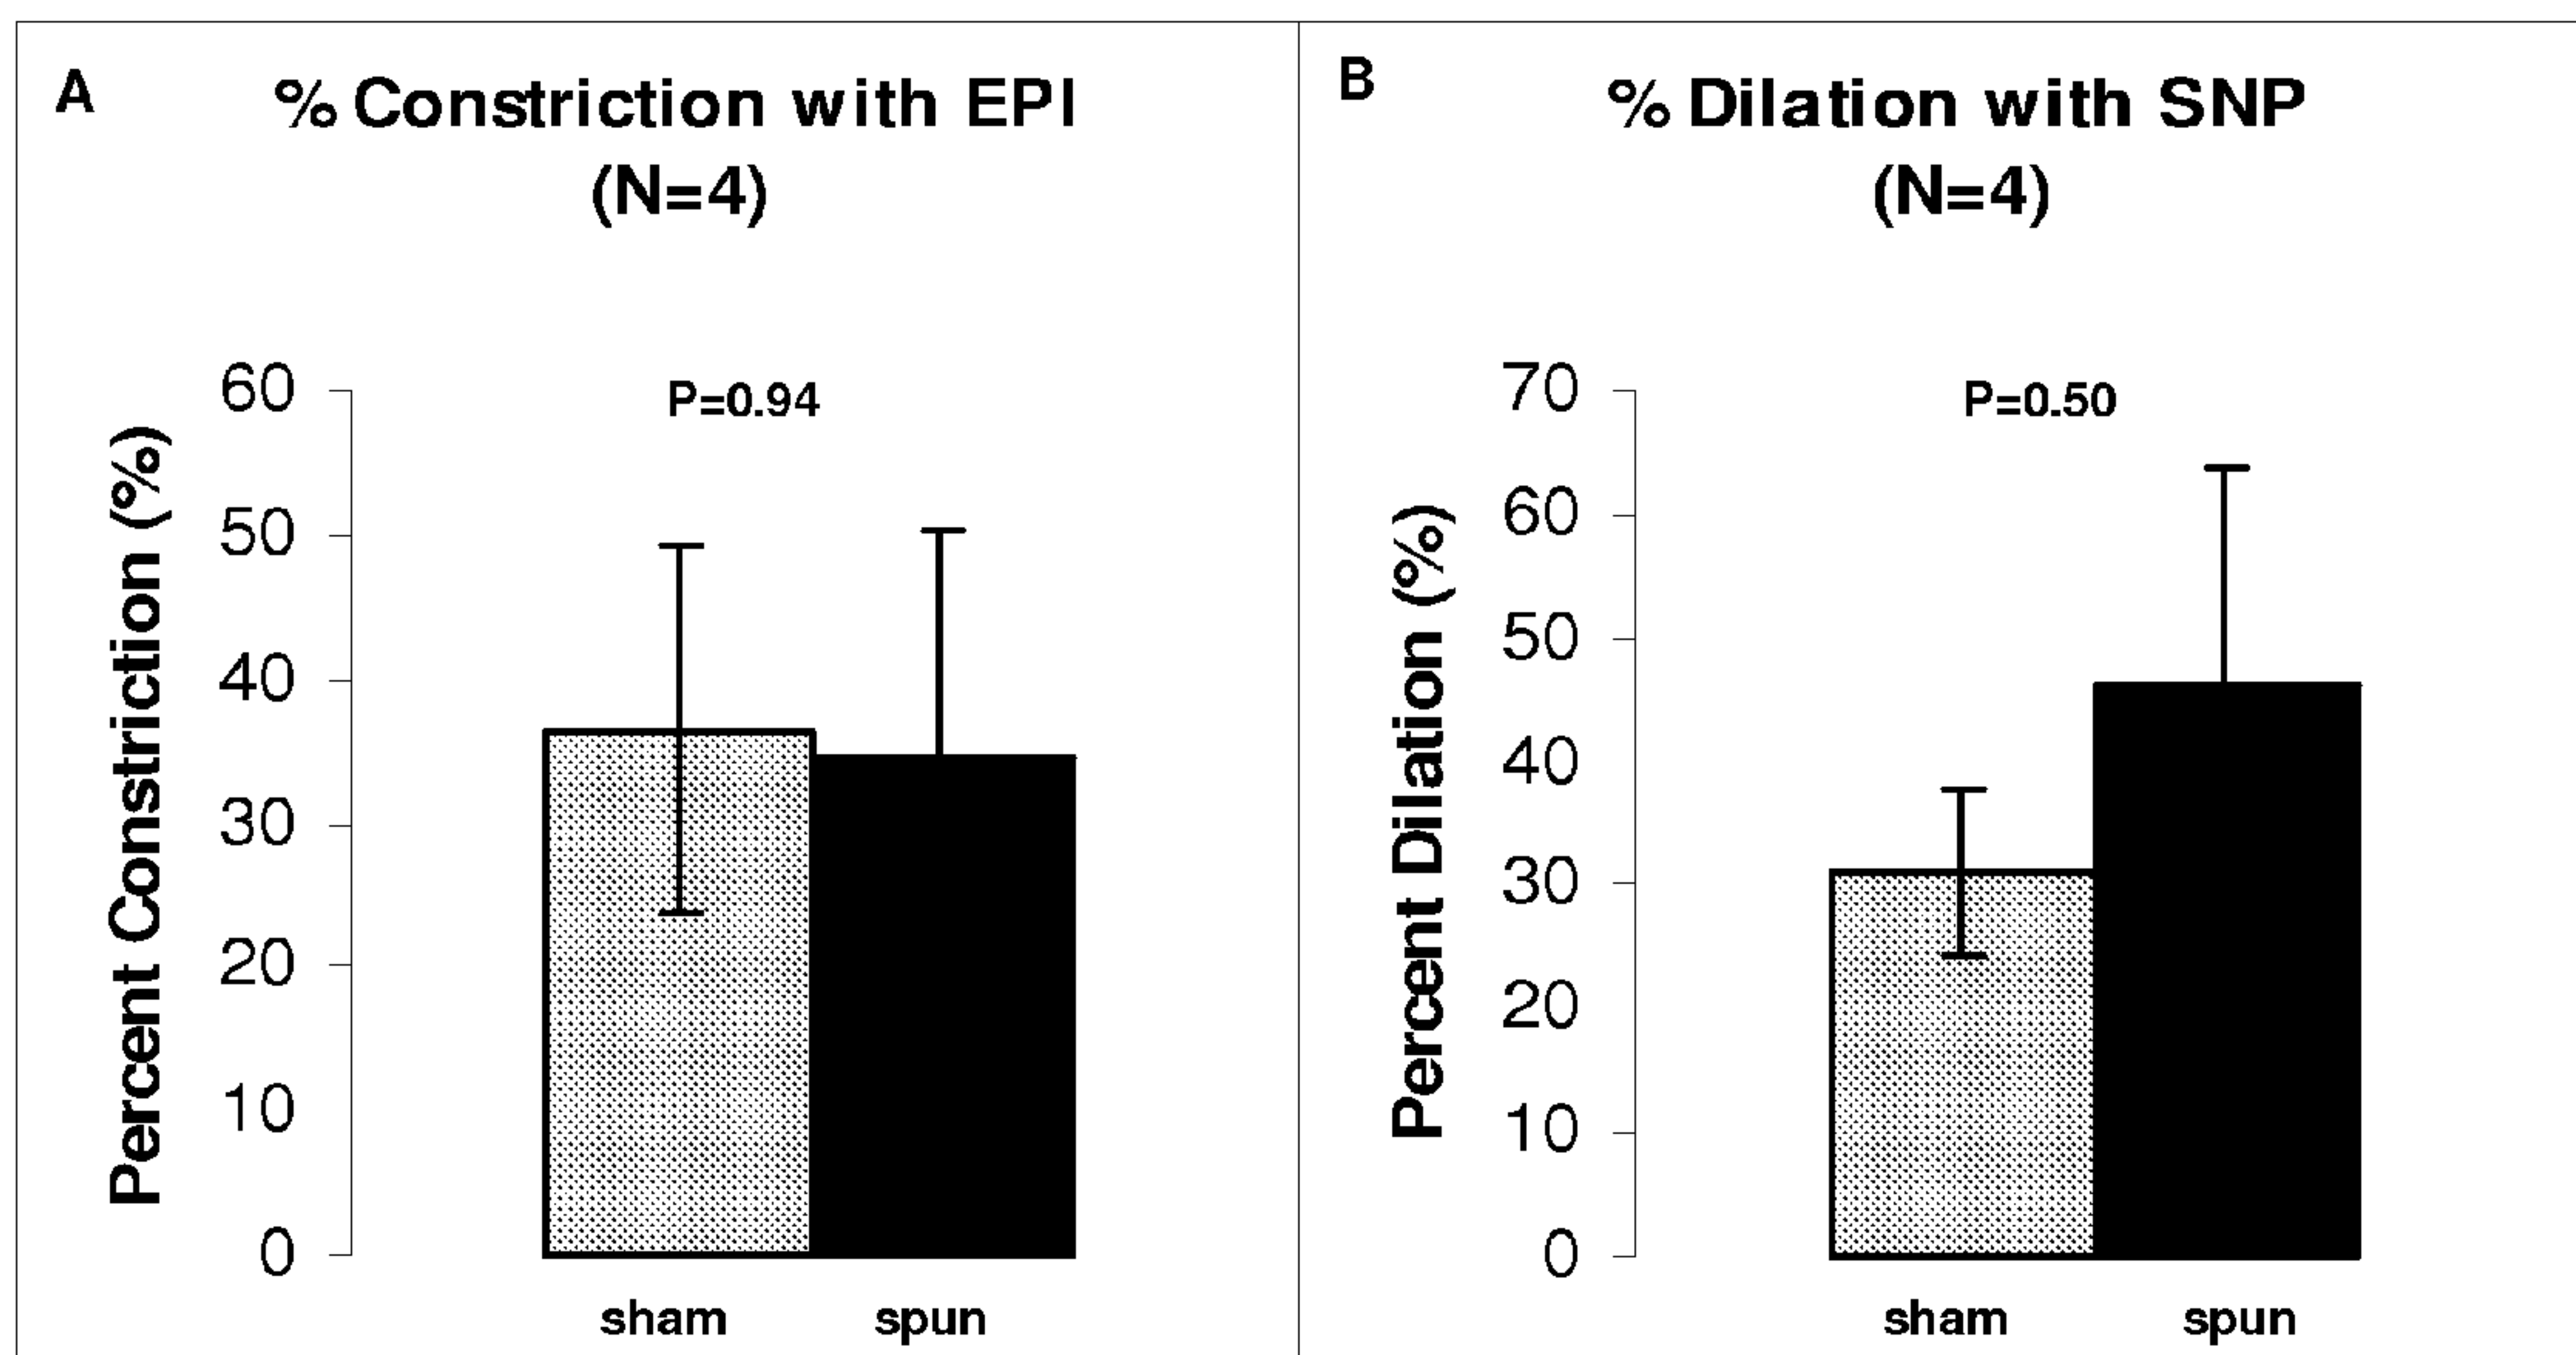 A
% Constriction with EPI
(N=4)
P=0.94
Percent Constriction (%)
60
50
40
30
20
10
0
sham spun
B
% Dilation with SNP
(N=4)
P=0.50
Percent Dilation (%)
70
60
50
40
30
20
10
0
sham spun